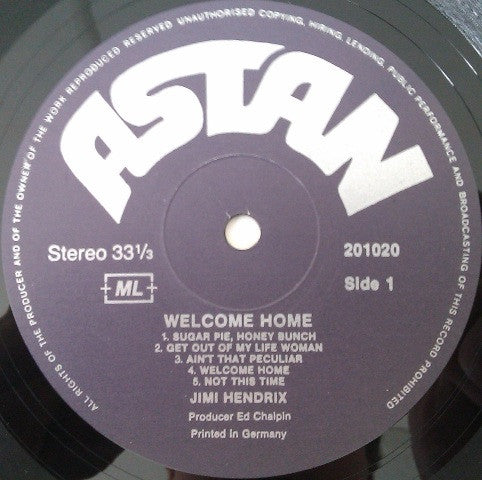 ALL RIGHTS OF THE PRODUCER AND OF THE OWNER OF THE WORK REPRODUCED RESERVED UNAUTHORISED COPYING, HIRING, LENDING, PUBLIC PERFORMANCE AND BROADCASTING OF THIS RECORD PROHIBITED
ASTAN
Stereo 33 1/3
201020
ML
Side 1
WELCOME HOME
1. SUGAR PIE, HONEY BUNCH
2. GET OUT OF MY LIFE WOMAN
3. AIN'T THAT PECULIAR
4. WELCOME HOME
5. NOT THIS TIME
JIMI HENDRIX
Producer Ed Chalpin
Printed in Germany